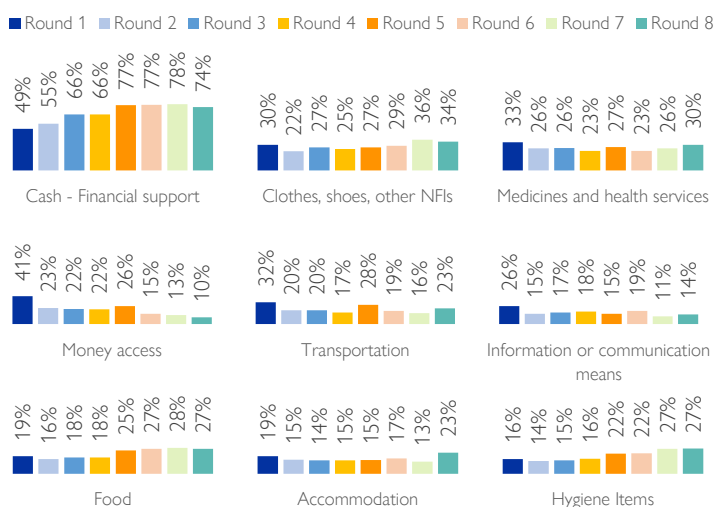 Round 1 Round 2 Round 3 Round 4 Round 5 Round 6 Round 7 Round 8
49% 55% 66% 66% 77% 77% 78% 74%
Cash - Financial support
30% 22% 27% 25% 27% 29% 36% 34%
Clothes, shoes, other NFIs
33% 26% 26% 23% 27% 23% 26% 30%
Medicines and health services
41% 23% 22% 22% 26% 15% 13% 10%
Money access
32% 20% 20% 17% 28% 19% 16% 23%
Transportation
26% 15% 17% 18% 15% 19% 11% 14%
Information or communication
means
19% 16% 18% 18% 25% 27% 28% 27%
Food
19% 15% 14% 15% 15% 17% 13% 23%
Accommodation
16% 14% 15% 16% 22% 22% 27% 27%
Hygiene Items